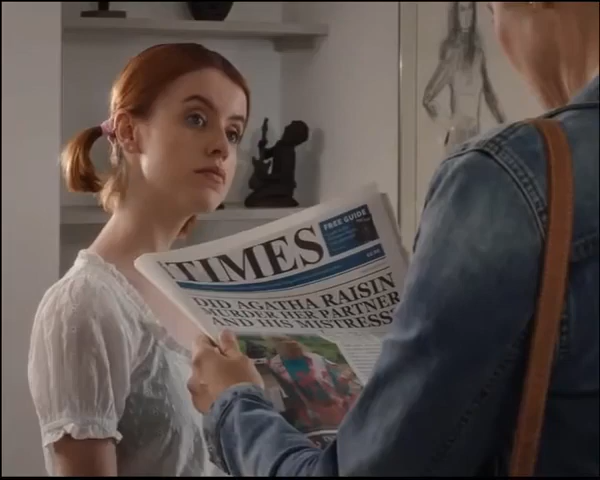 TIMES
FREE GUIDE
DID AGATHA RAISIN
MURDER HER PARTNER
AND HIS MISTRESS?